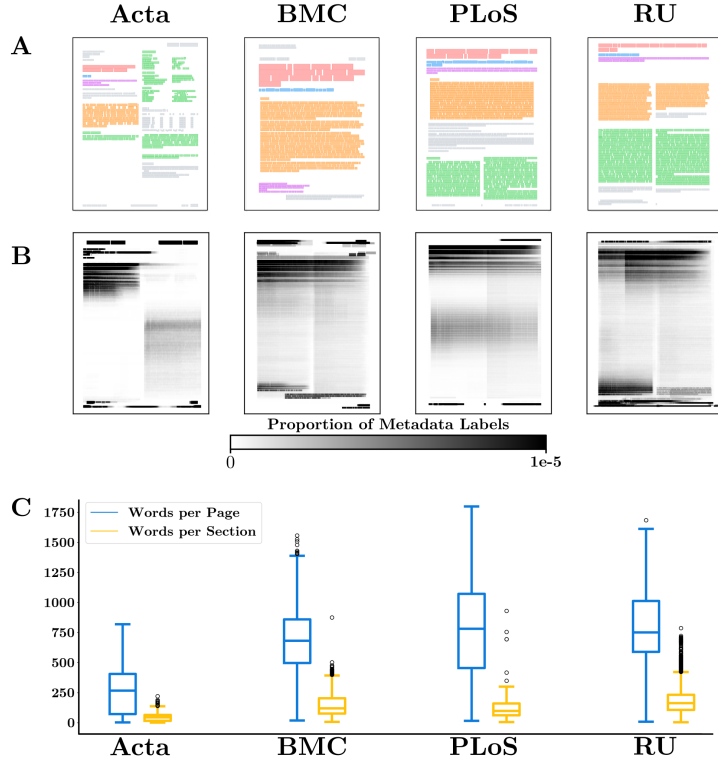 Acta BMC PLoS RU
A
B
Proportion of Metadata Labels
0 1e-5
C
Words per Page
Words per Section
1750
1500
1250
1000
750
500
250
0
Acta BMC PLoS RU